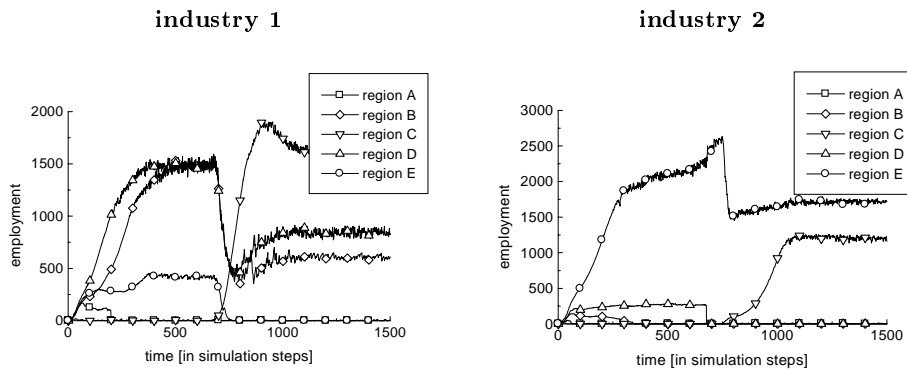 industry 1
industry 2
region A
region B
region C
region D
region E
2000
1500
1000
500
0
employment
0
500
1000
1500
time [in simulation steps]
region A
region B
region C
region D
region E
3000
2500
2000
1500
1000
500
0
employment
0
500
1000
1500
time [in simulation steps]